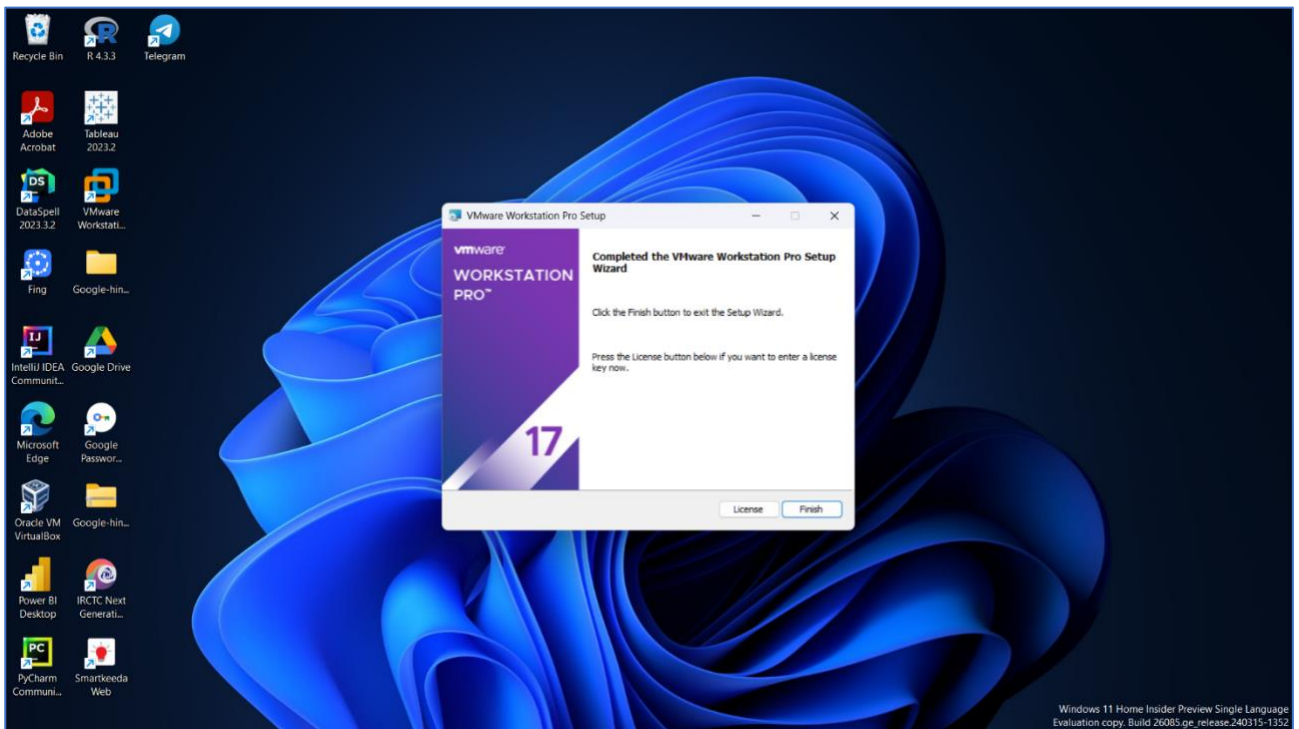 Recycle Bin
R 4.3.3
Telegram
Adobe
Acrobat
Tableau
2023.2
DS
DataSpell
2023.3.2
VMware
Workstati...
Fing
Google-hin...
IJ
IntelliJ IDEA
Communit...
Google Drive
Microsoft
Edge
Google
Passwor...
Oracle VM
VirtualBox
Google-hin...
Power BI
Desktop
IRCTC Next
Generati...
PC
PyCharm
Communi...
Smartkeeda
Web
VMware Workstation Pro Setup
vmware
WORKSTATION
PRO™
17
Completed the VMware Workstation Pro Setup
Wizard
Click the Finish button to exit the Setup Wizard.
Press the License button below if you want to enter a license
key now.
License
Finish
Windows 11 Home Insider Preview Single Language
Evaluation copy. Build 26085.ge_release.240315-1352